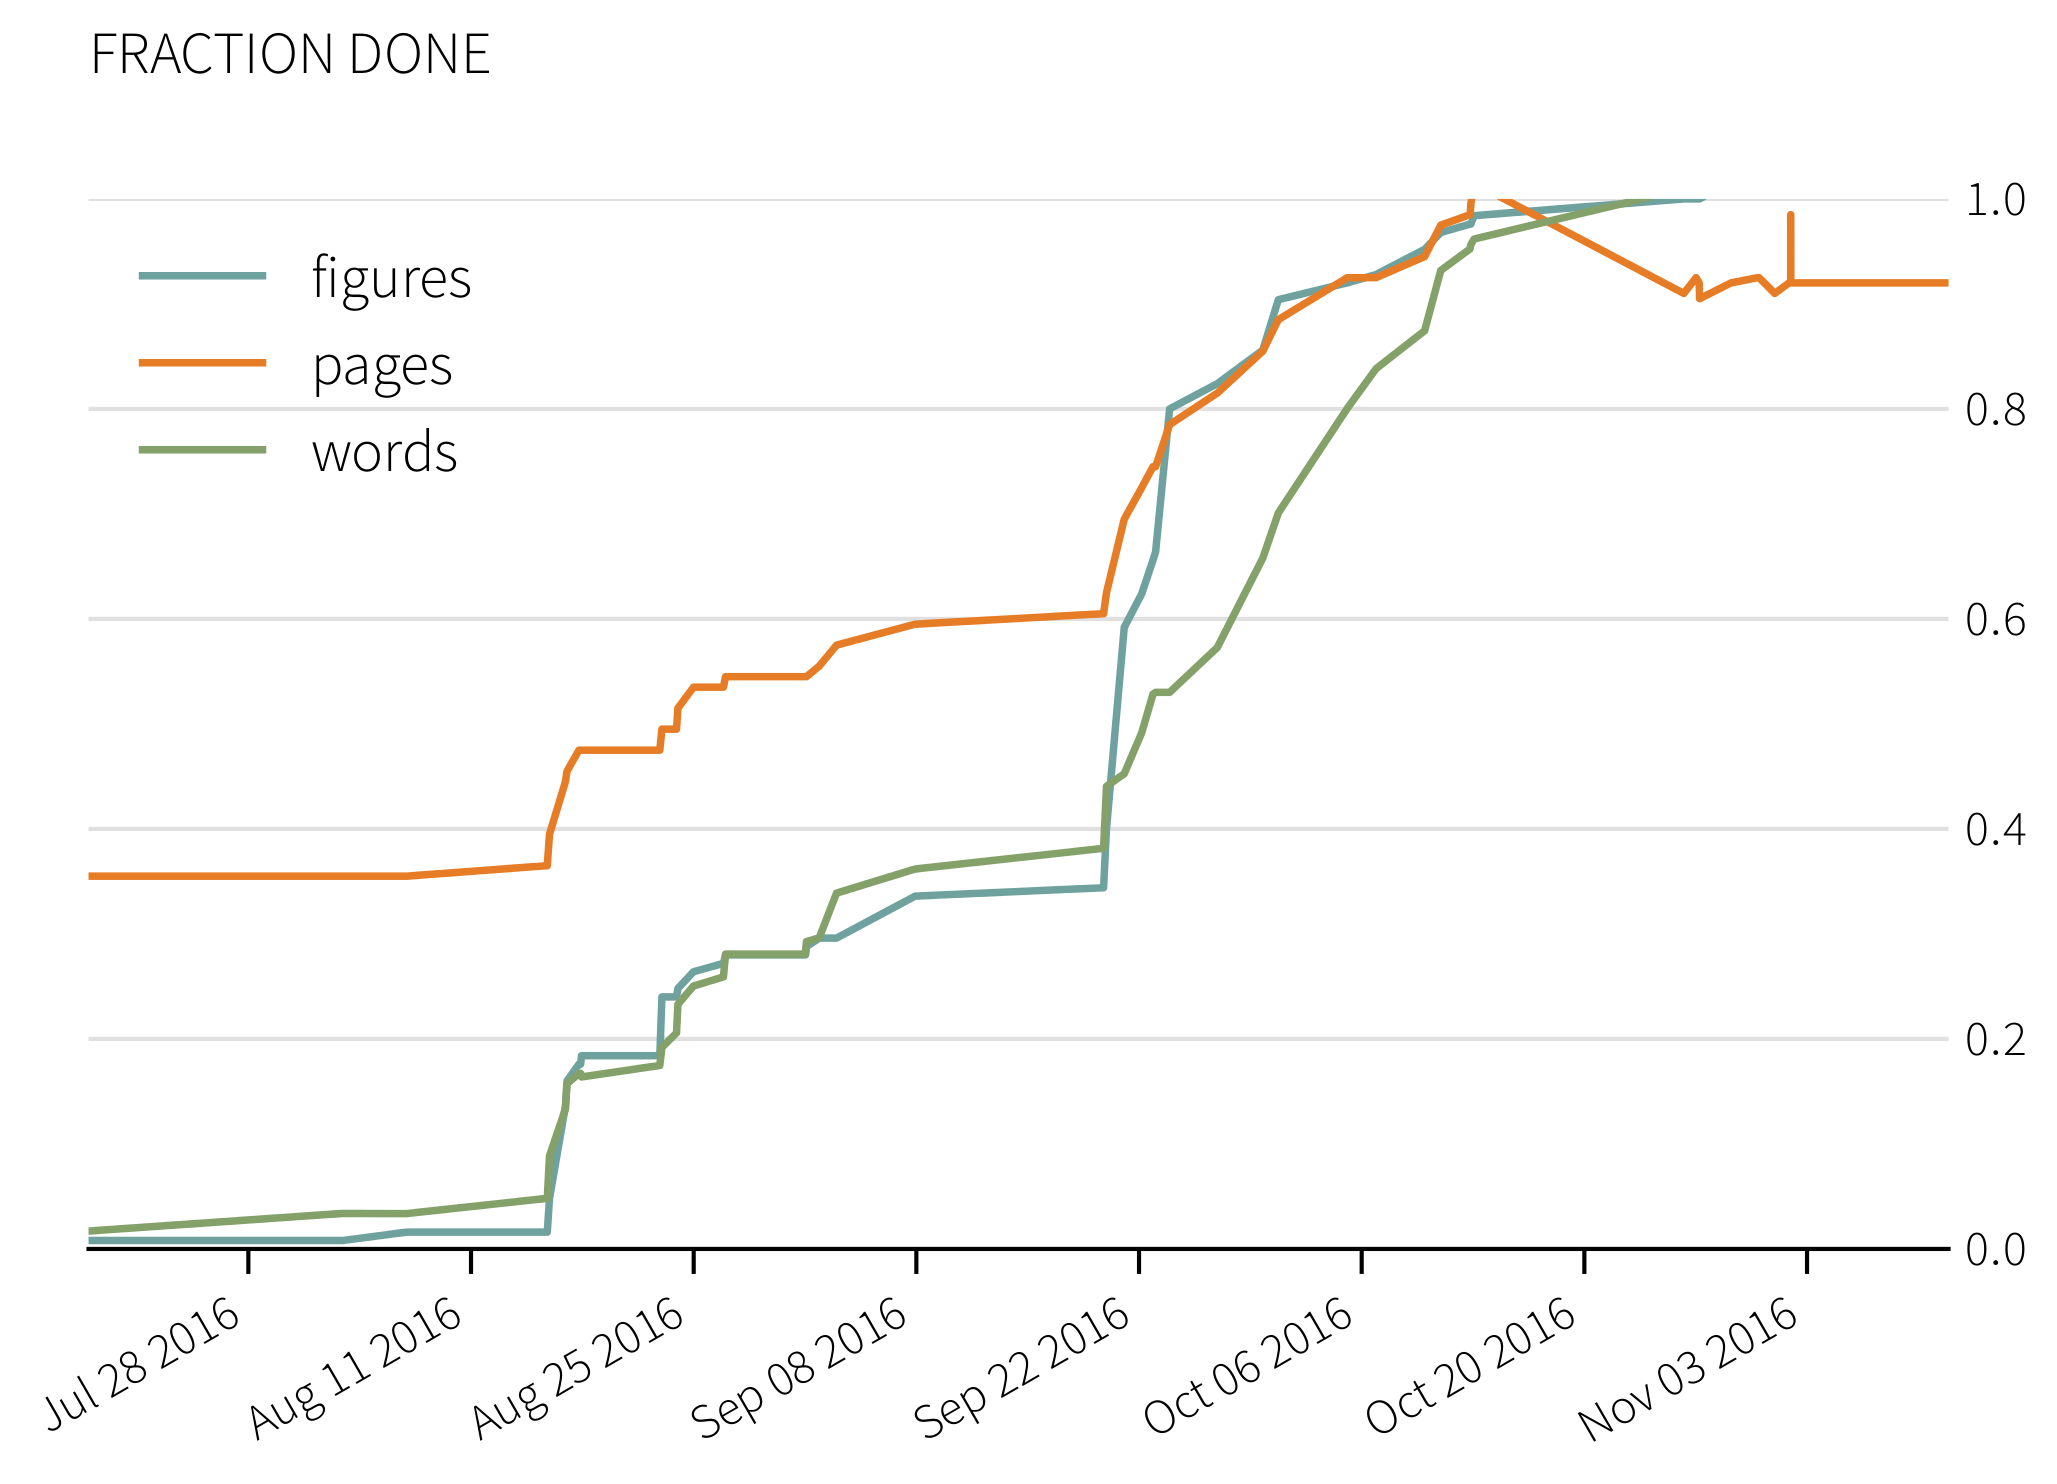 FRACTION DONE
figures
pages
words
1.0
0.8
0.6
0.4
0.2
0.0
Jul 28 2016
Aug 11 2016
Aug 25 2016
Sep 08 2016
Sep 22 2016
Oct 06 2016
Oct 20 2016
Nov 03 2016